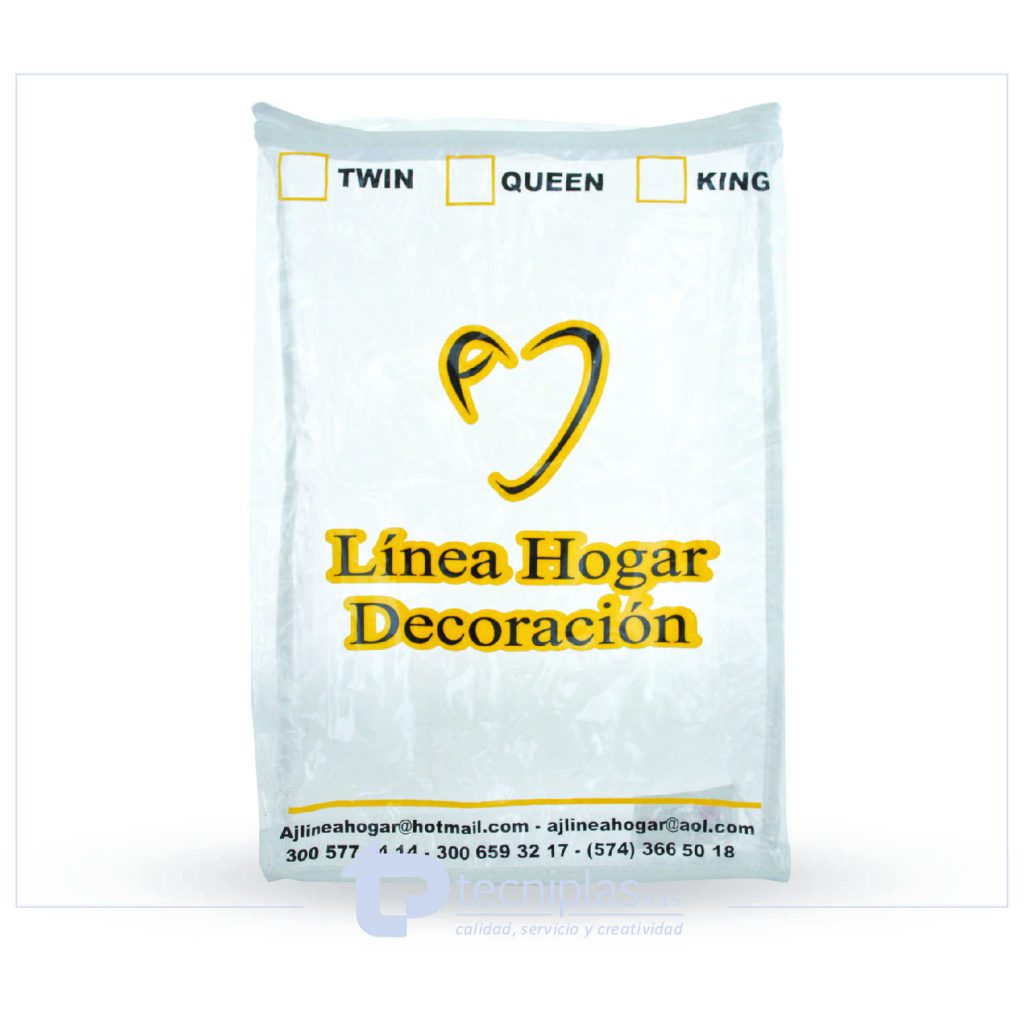 TWIN QUEEN KING
Línea Hogar
Decoración
Ajlineahogar@hotmail.com - ajlineahogar@aol.com
300 577 14 - 300 659 32 17 - (574) 366 50 18
tecniplas s.a.s
calidad, servicio y creatividad